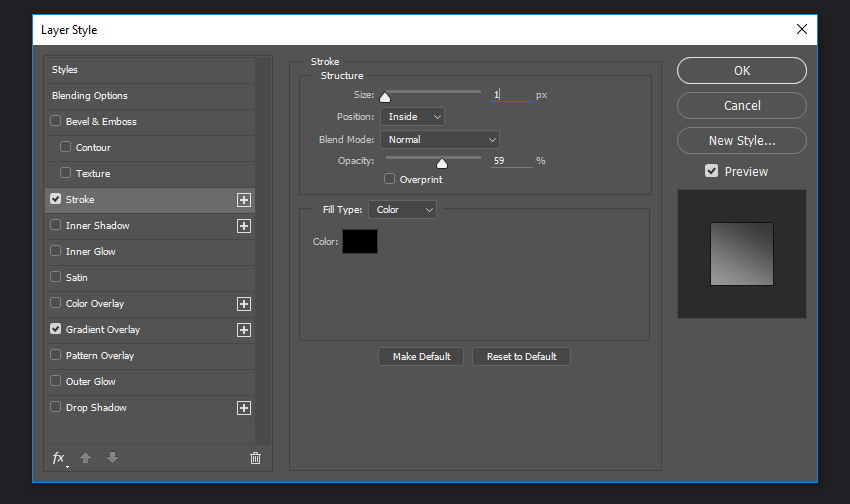 Layer Style
Styles
Blending Options
Bevel & Emboss
Contour
Texture
Stroke
Inner Shadow
Inner Glow
Satin
Color Overlay
Gradient Overlay
Pattern Overlay
Outer Glow
Drop Shadow
fx
Stroke
Structure
Size: 1 px
Position: Inside
Blend Mode: Normal
Opacity: 59 %
Overprint
Fill Type: Color
Color:
Make Default Reset to Default
OK
Cancel
New Style...
Preview